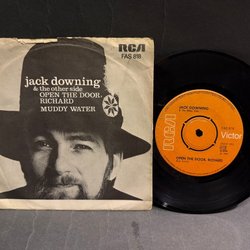 RCA
FAS 818
jack downing
& the other side
OPEN THE DOOR,
RICHARD
MUDDY WATER
RCA
Victor
JACK DOWNING
OPEN THE DOOR, RICHARD